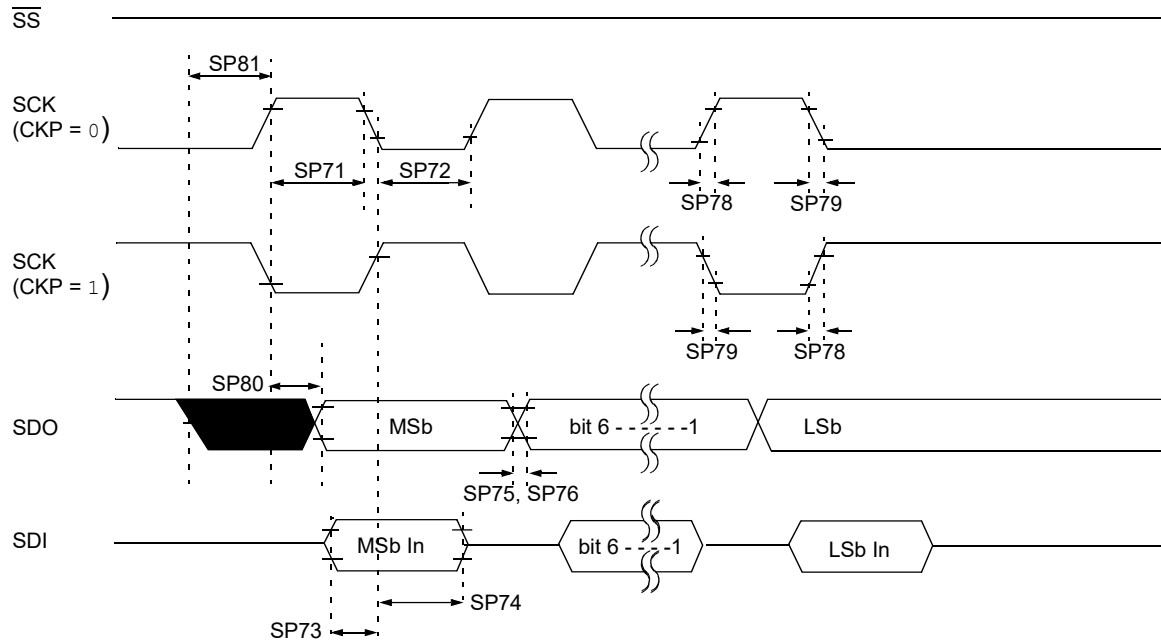 SS
SP81
SCK
(CKP = 0)
SP71
SP72
SP78
SP79
SCK
(CKP = 1)
SP79
SP78
SP80
SDO
MSb
bit 6 - - - - - -1
LSb
SP75, SP76
SDI
MSb In
bit 6 - - - -1
LSb In
SP74
SP73